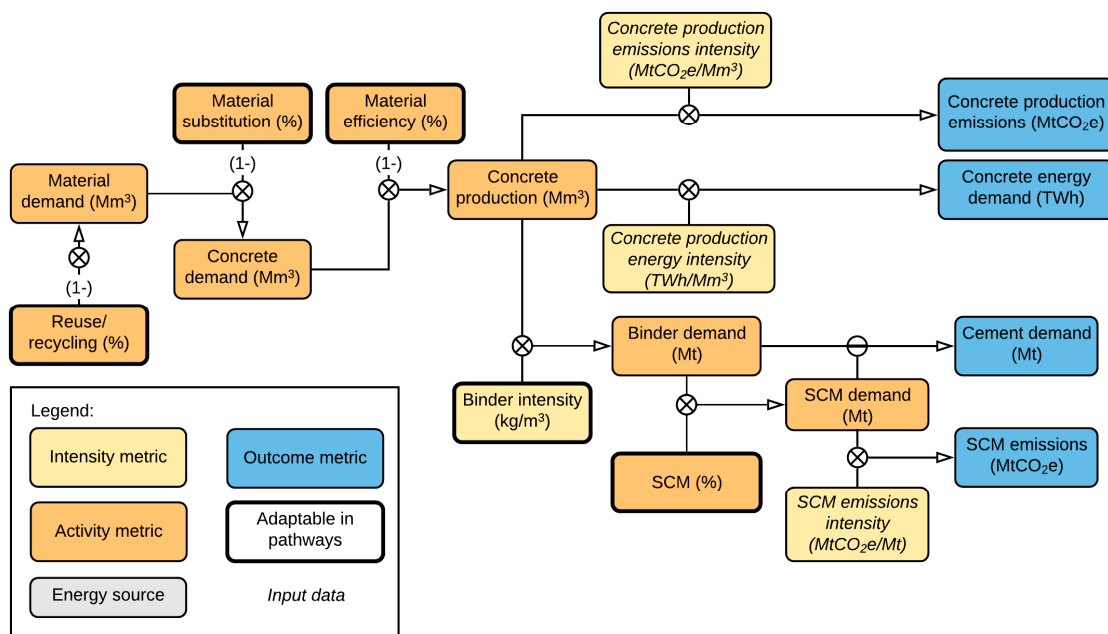 Concrete production
emissions intensity
(MtCO₂e/Mm³)
Material
substitution (%)
Material
efficiency (%)
Concrete production
emissions (MtCO₂e)
(1-)
(1-)
Material
demand (Mm³)
Concrete
production (Mm³)
Concrete energy
demand (TWh)
Concrete
demand (Mm³)
Concrete production
energy intensity
(TWh/Mm³)
(1-)
Reuse/
recycling (%)
Binder demand
(Mt)
Cement demand
(Mt)
Binder intensity
(kg/m³)
SCM demand
(Mt)
SCM (%)
SCM emissions
(MtCO₂e)
SCM emissions
intensity
(MtCO₂e/Mt)
Legend:
Intensity metric
Outcome metric
Activity metric
Adaptable in
pathways
Energy source
Input data